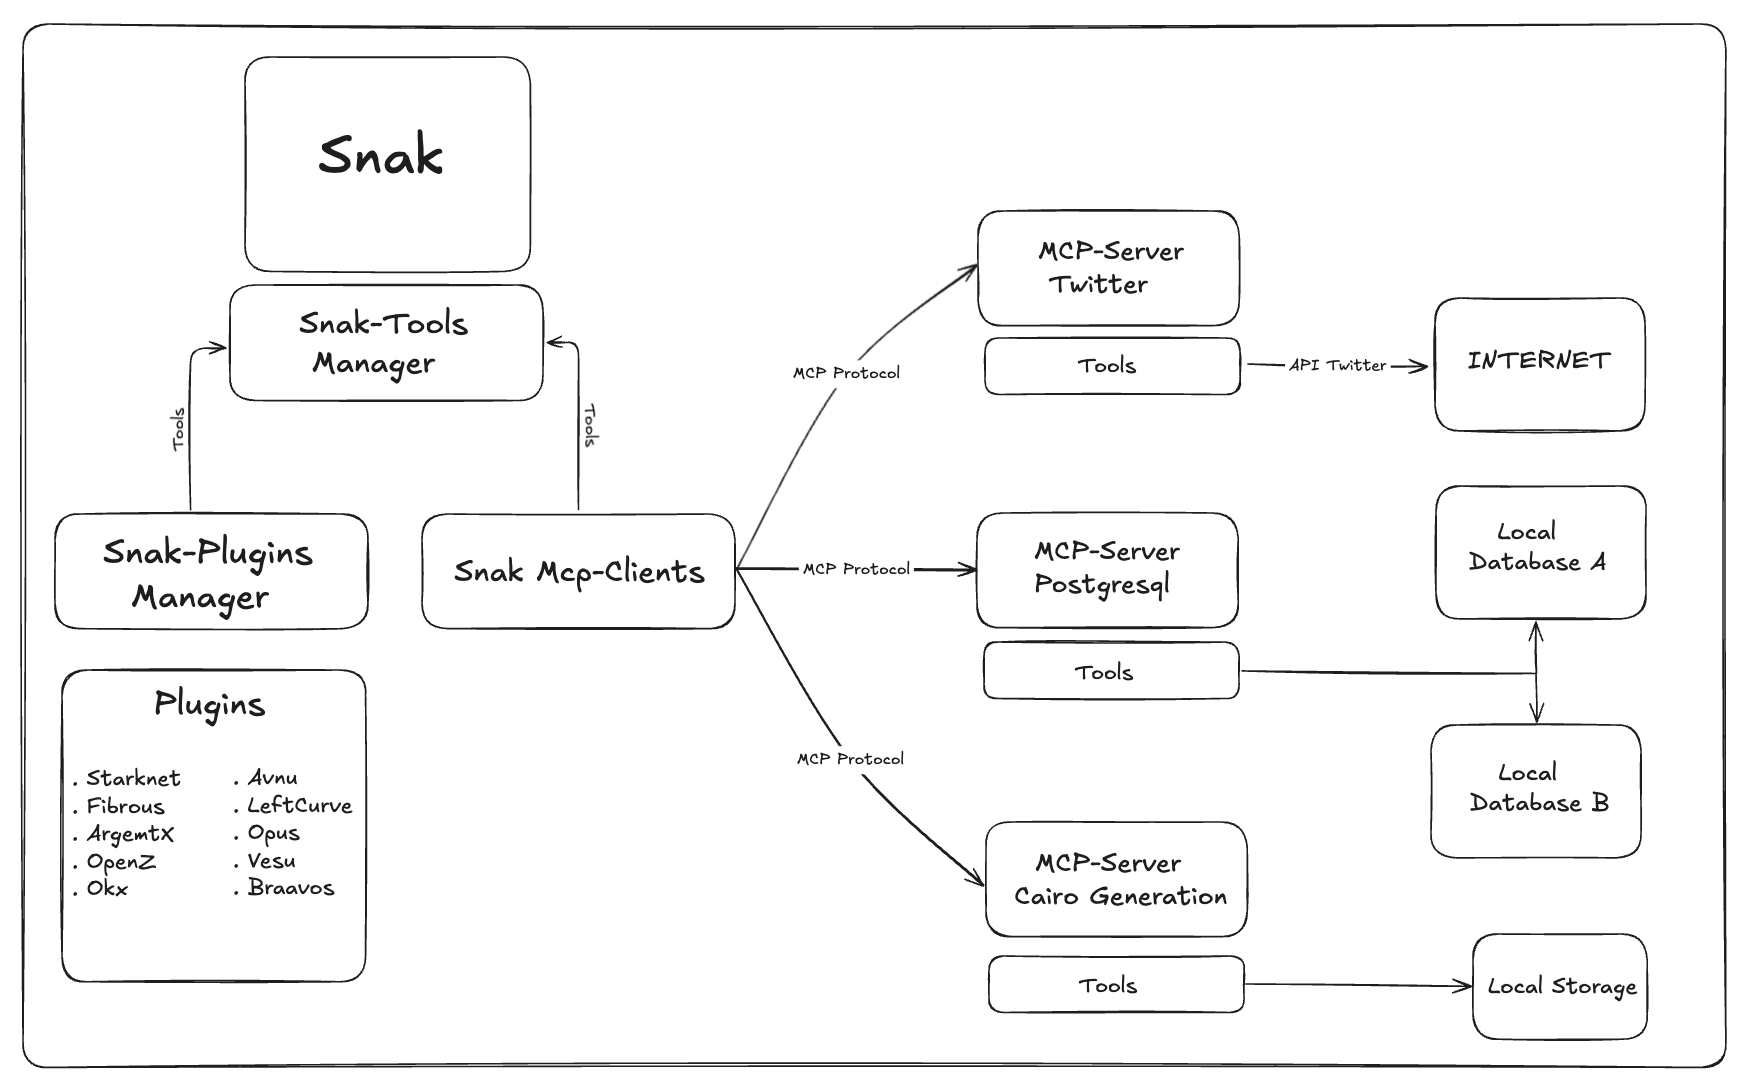 Snak
Snak-Tools
Manager
Tools
Tools
Snak-Plugins
Manager
Snak Mcp-Clients
Plugins
. Starknet
. Fibrous
. ArgemtX
. OpenZ
. Okx
. Avnu
. LeftCurve
. Opus
. Vesu
. Braavos
MCP Protocol
MCP Protocol
MCP Protocol
MCP-Server
Twitter
Tools
API Twitter
INTERNET
MCP-Server
Postgresql
Tools
Local
Database A
Local
Database B
MCP-Server
Cairo Generation
Tools
Local Storage